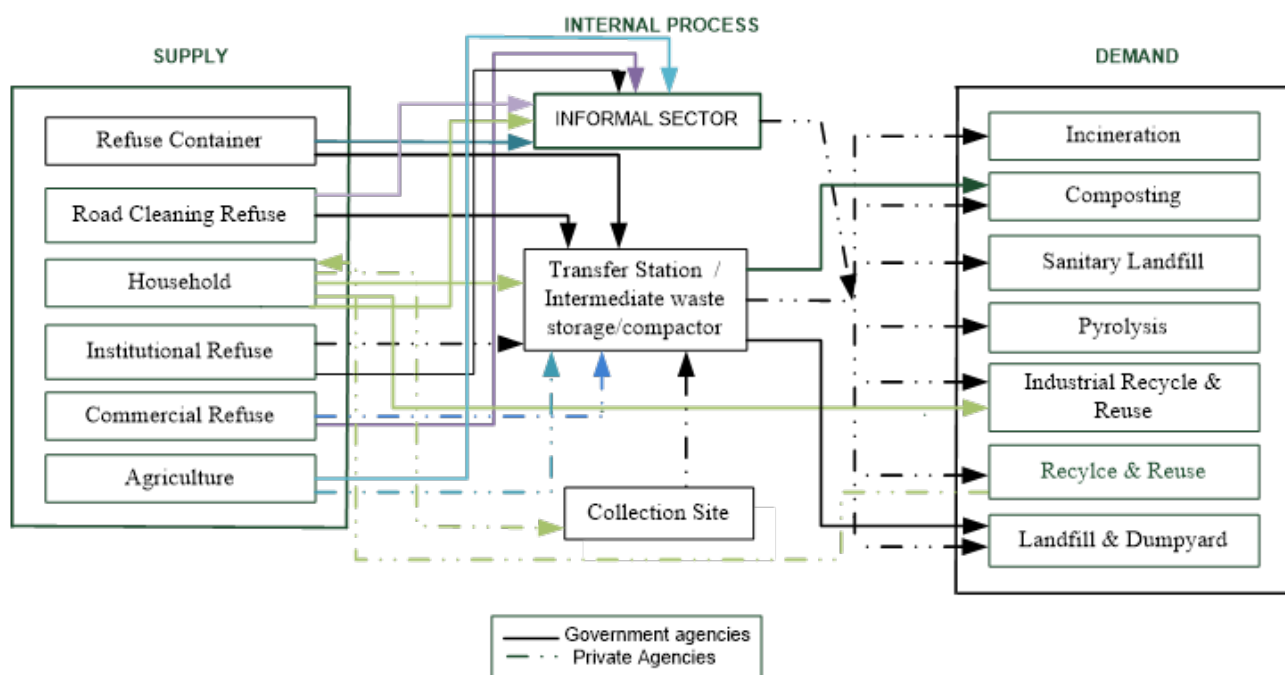 INTERNAL PROCESS
SUPPLY
DEMAND
Refuse Container
Road Cleaning Refuse
Household
Institutional Refuse
Commercial Refuse
Agriculture
INFORMAL SECTOR
Transfer Station /
Intermediate waste
storage/compactor
Collection Site
Incineration
Composting
Sanitary Landfill
Pyrolysis
Industrial Recycle &
Reuse
Recylce & Reuse
Landfill & Dumpyard
Government agencies
Private Agencies